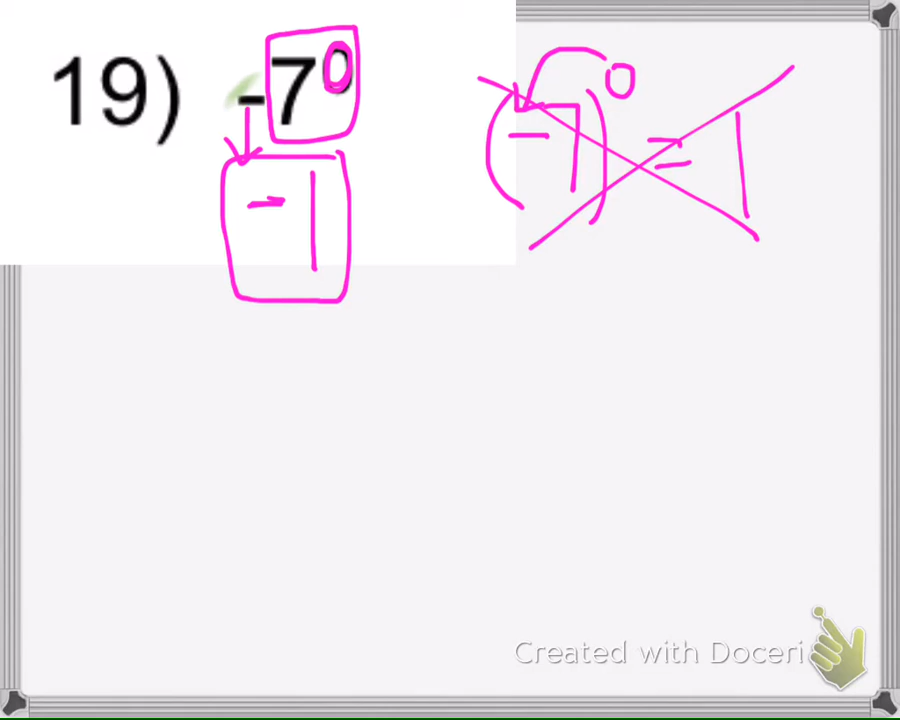 19) -7⁰
- 1
(-7)⁰ = 1
Created with Doceri